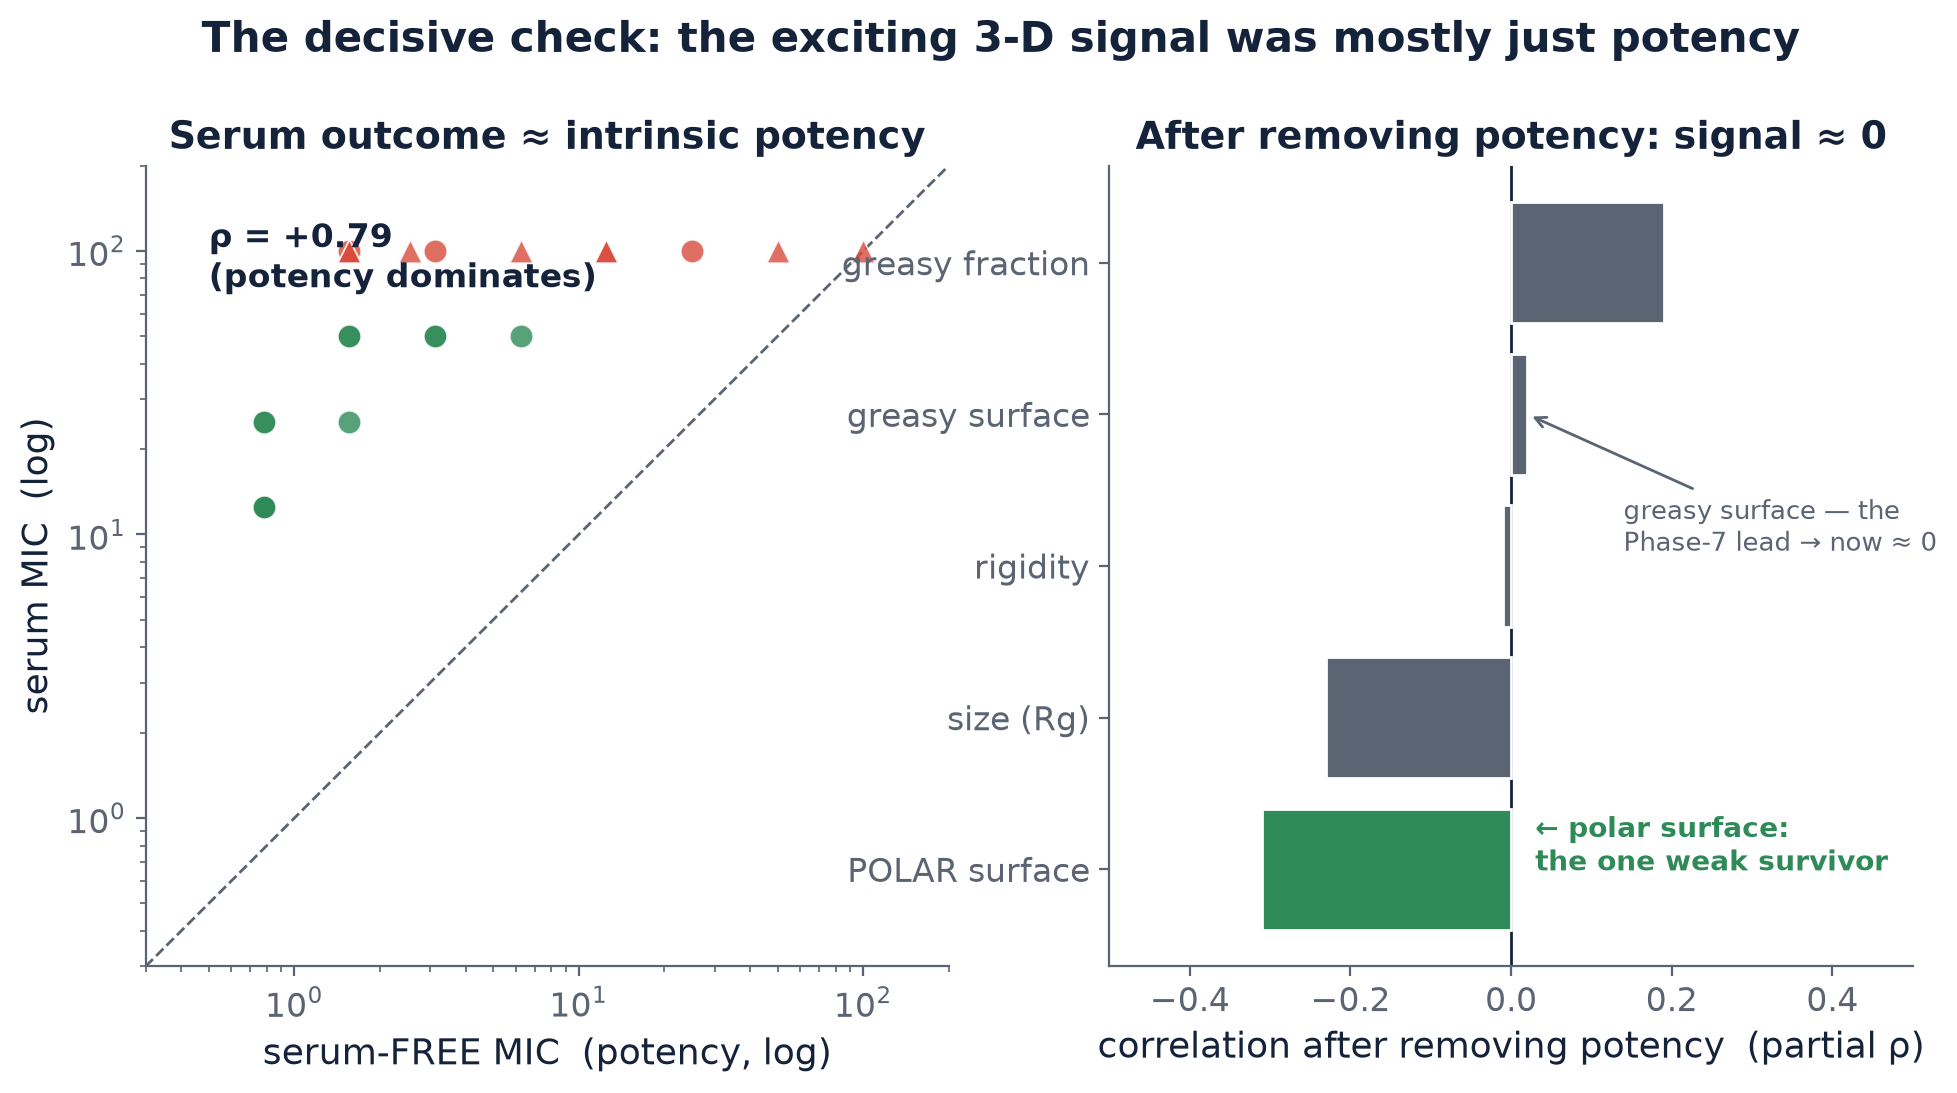 The decisive check: the exciting 3-D signal was mostly just potency
Serum outcome ≈ intrinsic potency
ρ = +0.79
(potency dominates)
serum MIC  (log)
10²
10¹
10⁰
10⁰
10¹
10²
serum-FREE MIC  (potency, log)
After removing potency: signal ≈ 0
greasy fraction
greasy surface
rigidity
size (Rg)
POLAR surface
greasy surface — the
Phase-7 lead → now ≈ 0
← polar surface:
the one weak survivor
−0.4
−0.2
0.0
0.2
0.4
correlation after removing potency  (partial ρ)